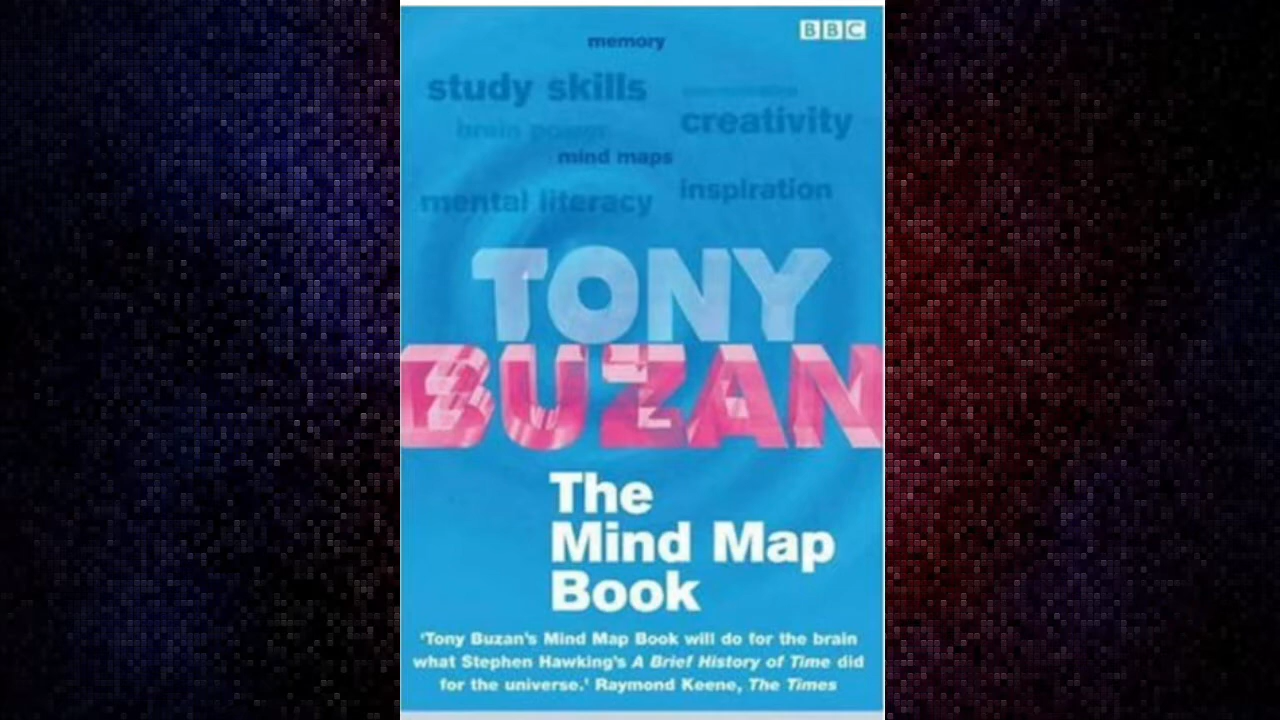 BBC
memory
study skills
creativity
brain power
mind maps
inspiration
mental literacy
TONY
BUZAN
The
Mind Map
Book
'Tony Buzan's Mind Map Book will do for the brain
what Stephen Hawking's A Brief History of Time did
for the universe.' Raymond Keene, The Times